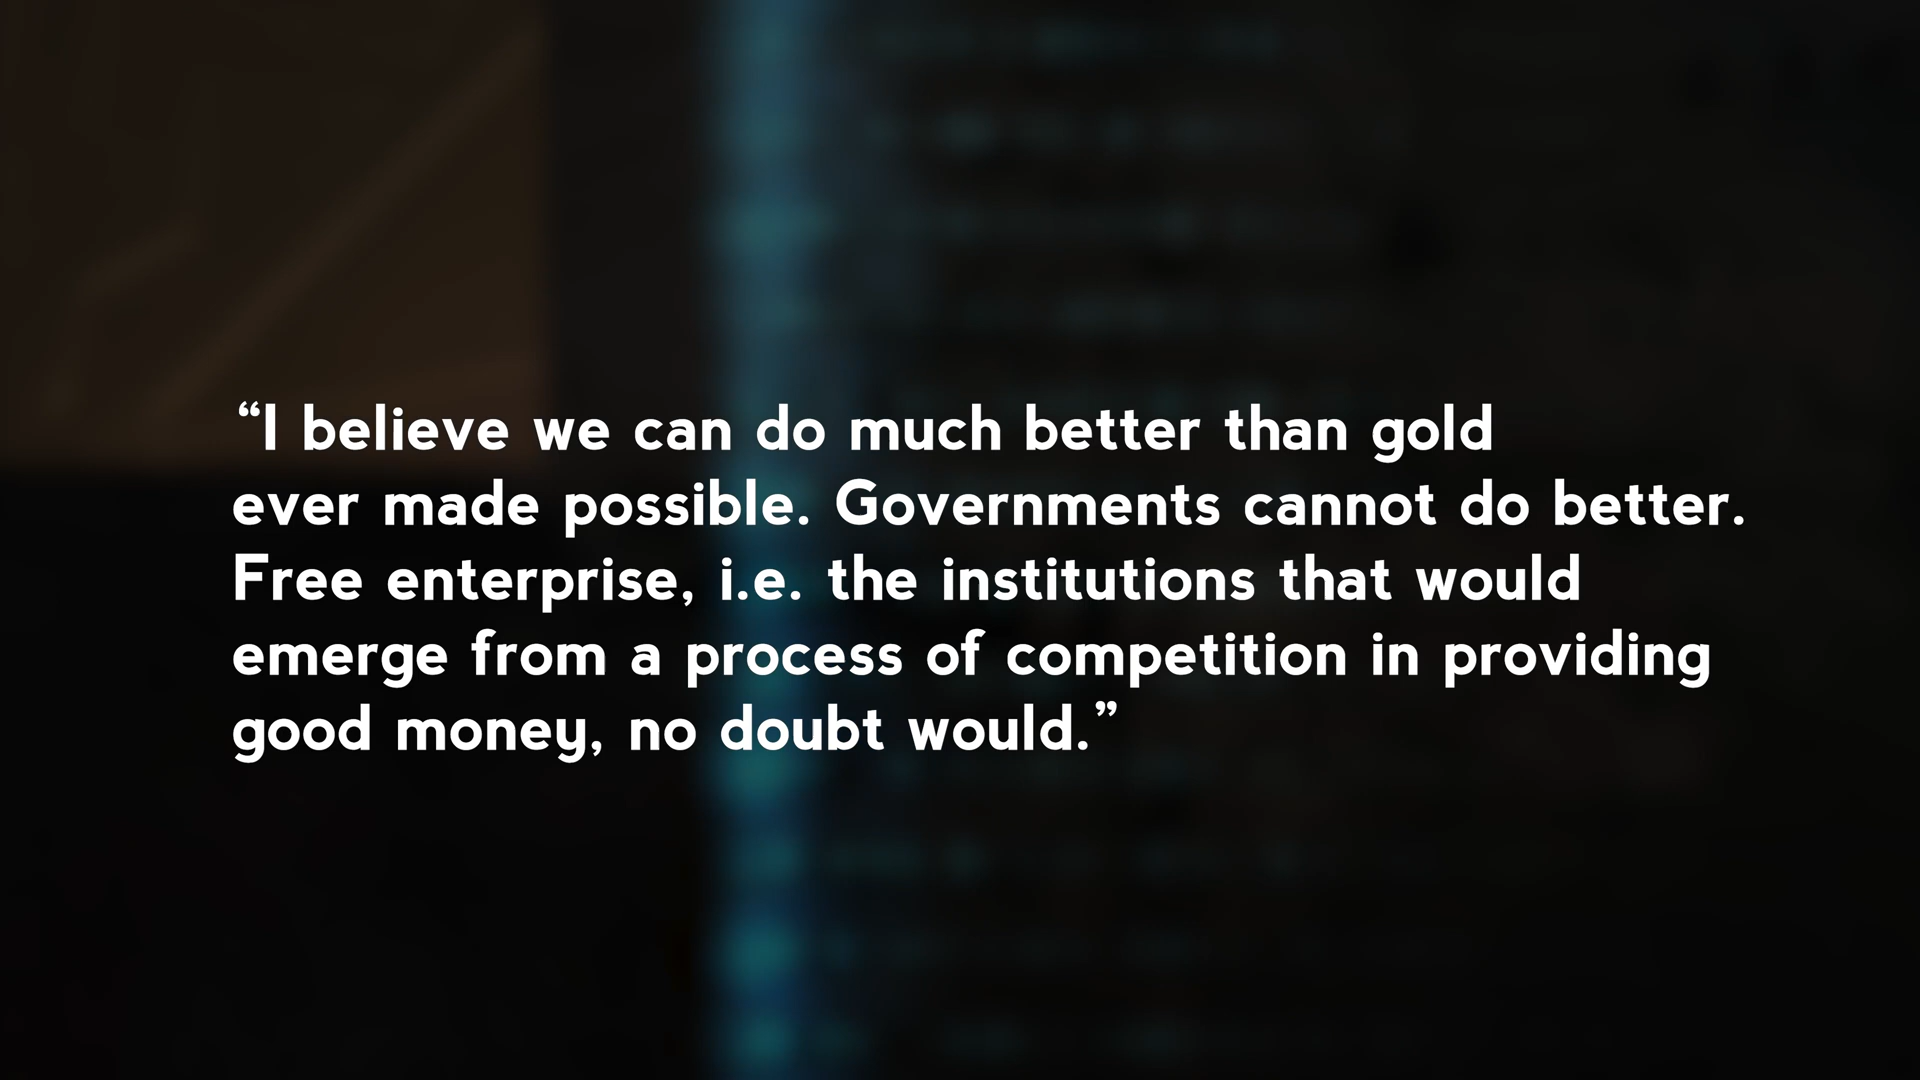 “I believe we can do much better than gold
ever made possible. Governments cannot do better.
Free enterprise, i.e. the institutions that would
emerge from a process of competition in providing
good money, no doubt would.”